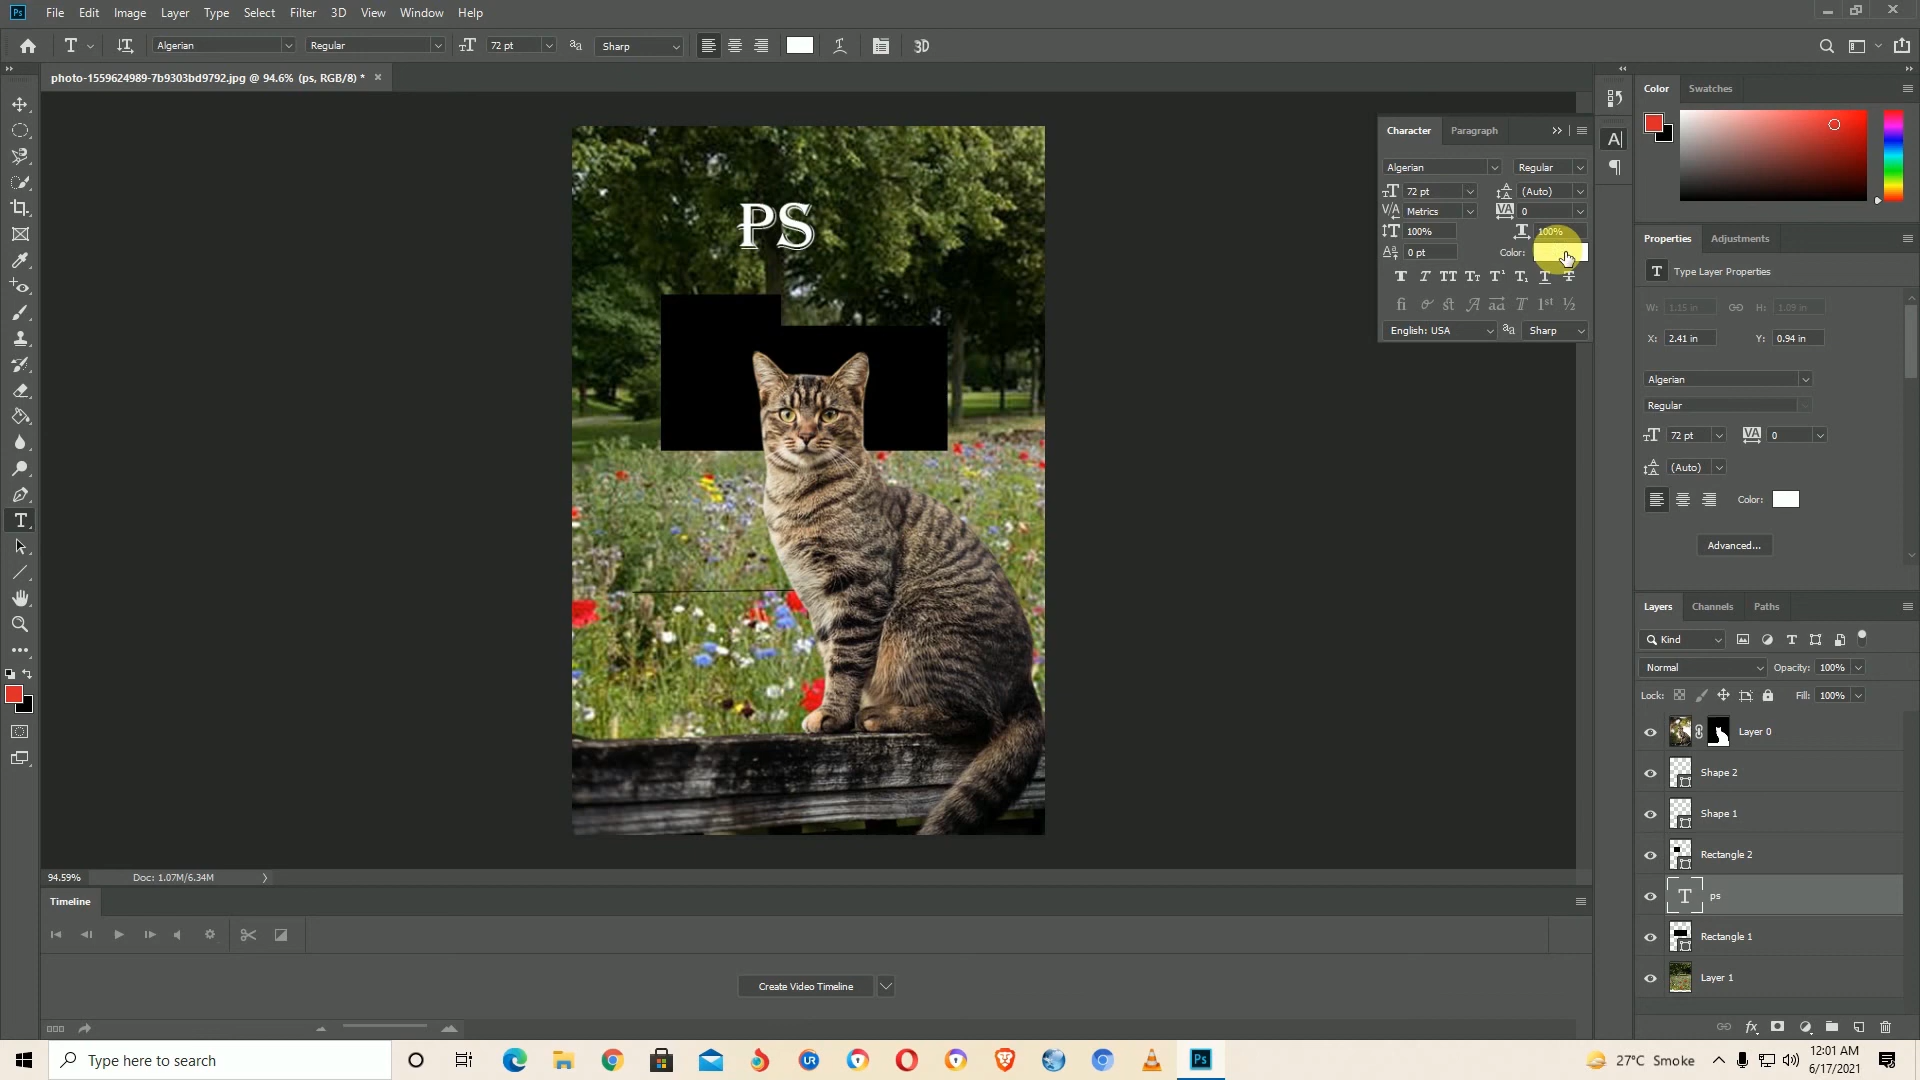 File Edit Image Layer Type Select Filter 3D View Window Help
Algerian Regular 72 pt Sharp 3D
photo-1559624989-7b9303bd9792.jpg @ 94.6% (ps, RGB/8) *
PS
Character Paragraph
Algerian Regular
72 pt (Auto)
Metrics 0
100% 100%
0 pt Color:
English: USA Sharp
Color Swatches
Properties Adjustments
Type Layer Properties
W: 1.15 in H: 1.09 in
X: 2.41 in Y: 0.94 in
Algerian
Regular
72 pt 0
(Auto)
Color:
Advanced...
Layers Channels Paths
Kind
Normal Opacity: 100%
Lock: Fill: 100%
Layer 0
Shape 2
Shape 1
Rectangle 2
ps
Rectangle 1
Layer 1
94.59% Doc: 1.07M/6.34M
Timeline
Create Video Timeline
Type here to search
27°C Smoke
12:01 AM
6/17/2021